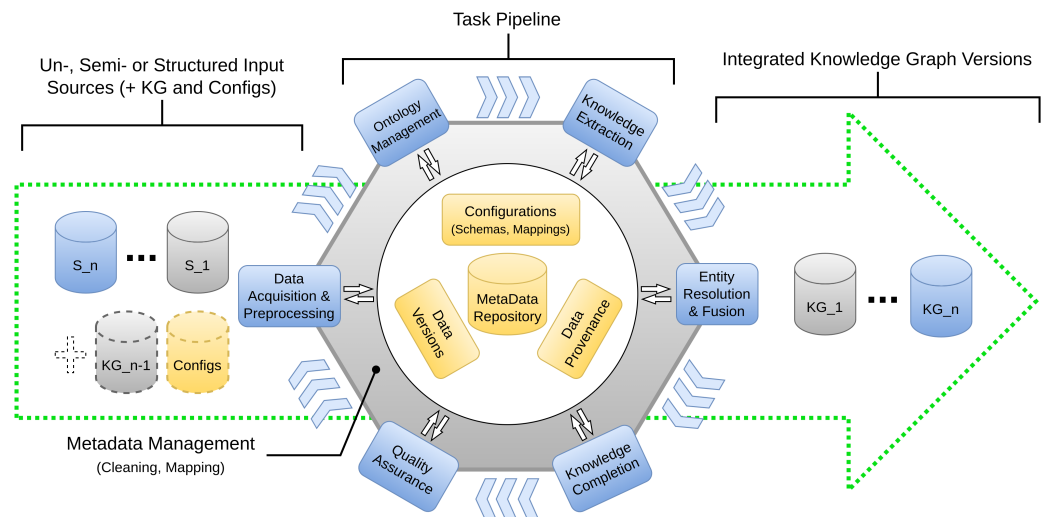 Task Pipeline
Un-, Semi- or Structured Input
Sources (+ KG and Configs)
Integrated Knowledge Graph Versions
Ontology
Management
Knowledge
Extraction
Configurations
(Schemas, Mappings)
S_n
S_1
Data
Acquisition &
Preprocessing
MetaData
Repository
Data
Versions
Data
Provenance
Entity
Resolution
& Fusion
KG_1
KG_n
KG_n-1
Configs
Metadata Management
(Cleaning, Mapping)
Quality
Assurance
Knowledge
Completion